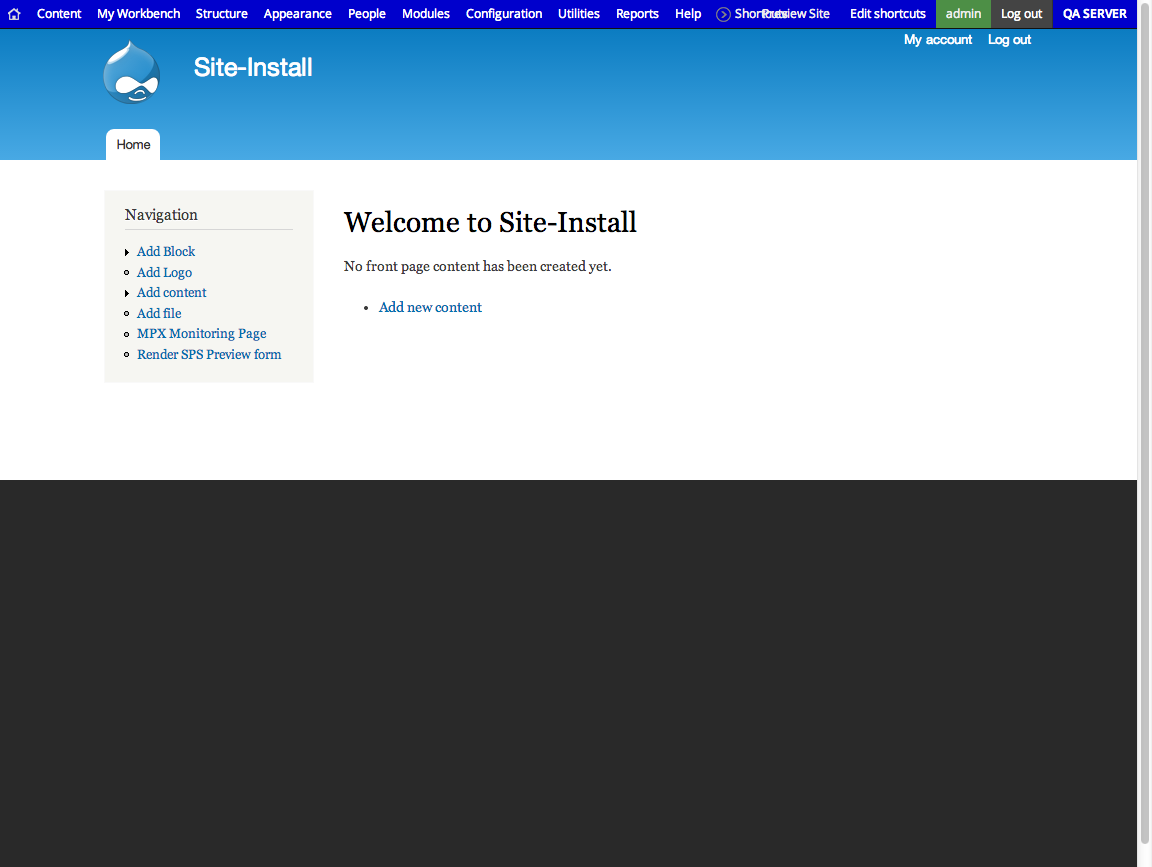 Content My Workbench Structure Appearance People Modules Configuration Utilities Reports Help Shortcuts Preview Site Edit shortcuts admin Log out QA SERVER
My account Log out
Site-Install
Home
Navigation
Add Block
Add Logo
Add content
Add file
MPX Monitoring Page
Render SPS Preview form
Welcome to Site-Install
No front page content has been created yet.
Add new content